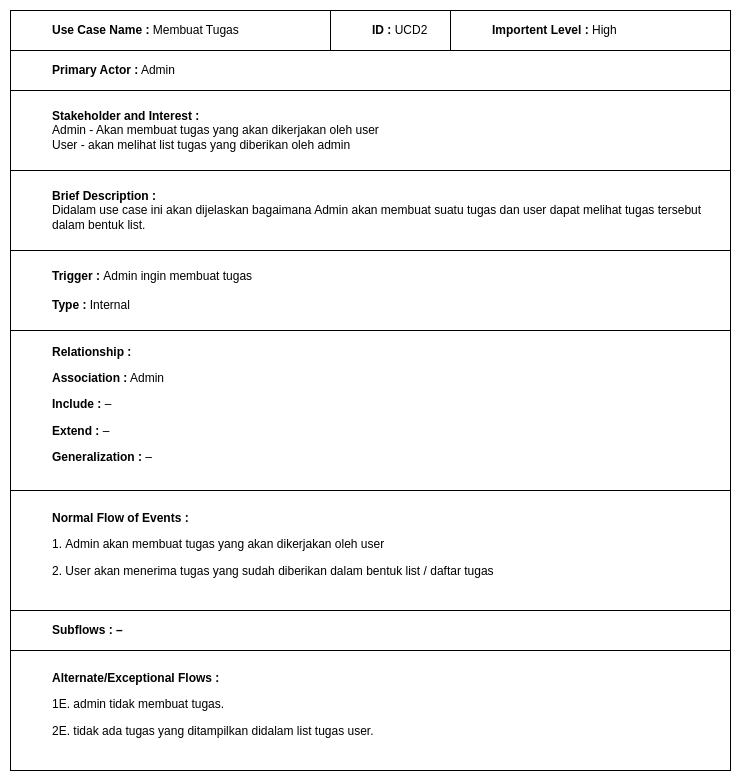 Use Case Name : Membuat Tugas ID : UCD2 Importent Level : High
Primary Actor : Admin
Stakeholder and Interest :
Admin - Akan membuat tugas yang akan dikerjakan oleh user
User - akan melihat list tugas yang diberikan oleh admin
Brief Description :
Didalam use case ini akan dijelaskan bagaimana Admin akan membuat suatu tugas dan user dapat melihat tugas tersebut
dalam bentuk list.
Trigger : Admin ingin membuat tugas
Type : Internal
Relationship :
Association : Admin
Include : –
Extend : –
Generalization : –
Normal Flow of Events :
1. Admin akan membuat tugas yang akan dikerjakan oleh user
2. User akan menerima tugas yang sudah diberikan dalam bentuk list / daftar tugas
Subflows : –
Alternate/Exceptional Flows :
1E. admin tidak membuat tugas.
2E. tidak ada tugas yang ditampilkan didalam list tugas user.